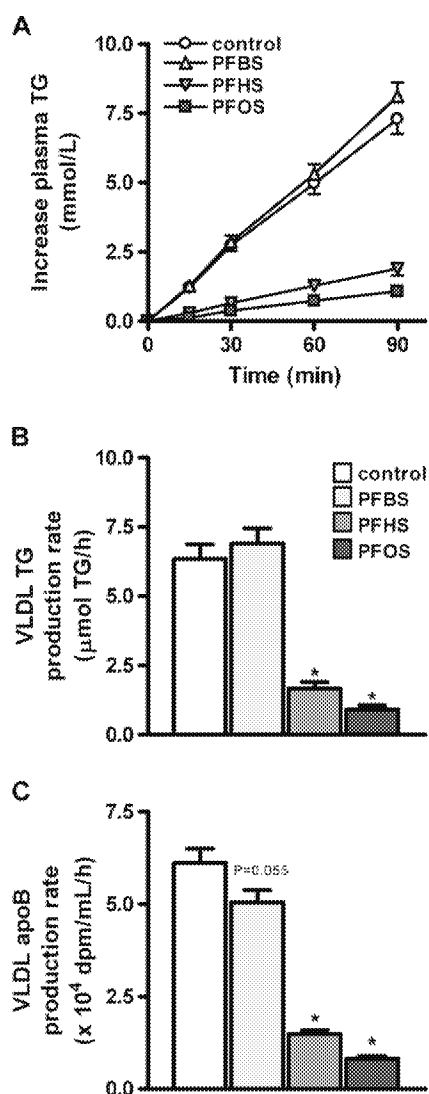 A
control
PFBS
PFHS
PFOS
Increase plasma TG
(mmol/L)
10.0
7.5
5.0
2.5
0.0
0
30
60
90
Time (min)
B
control
PFBS
PFHS
PFOS
VLDL TG
production rate
(μmol TG/h)
10.0
7.5
5.0
2.5
0.0
*
*
C
VLDL apoB
production rate
(x 10⁴ dpm/mL/h)
7.5
5.0
2.5
0.0
P=0.055
*
*